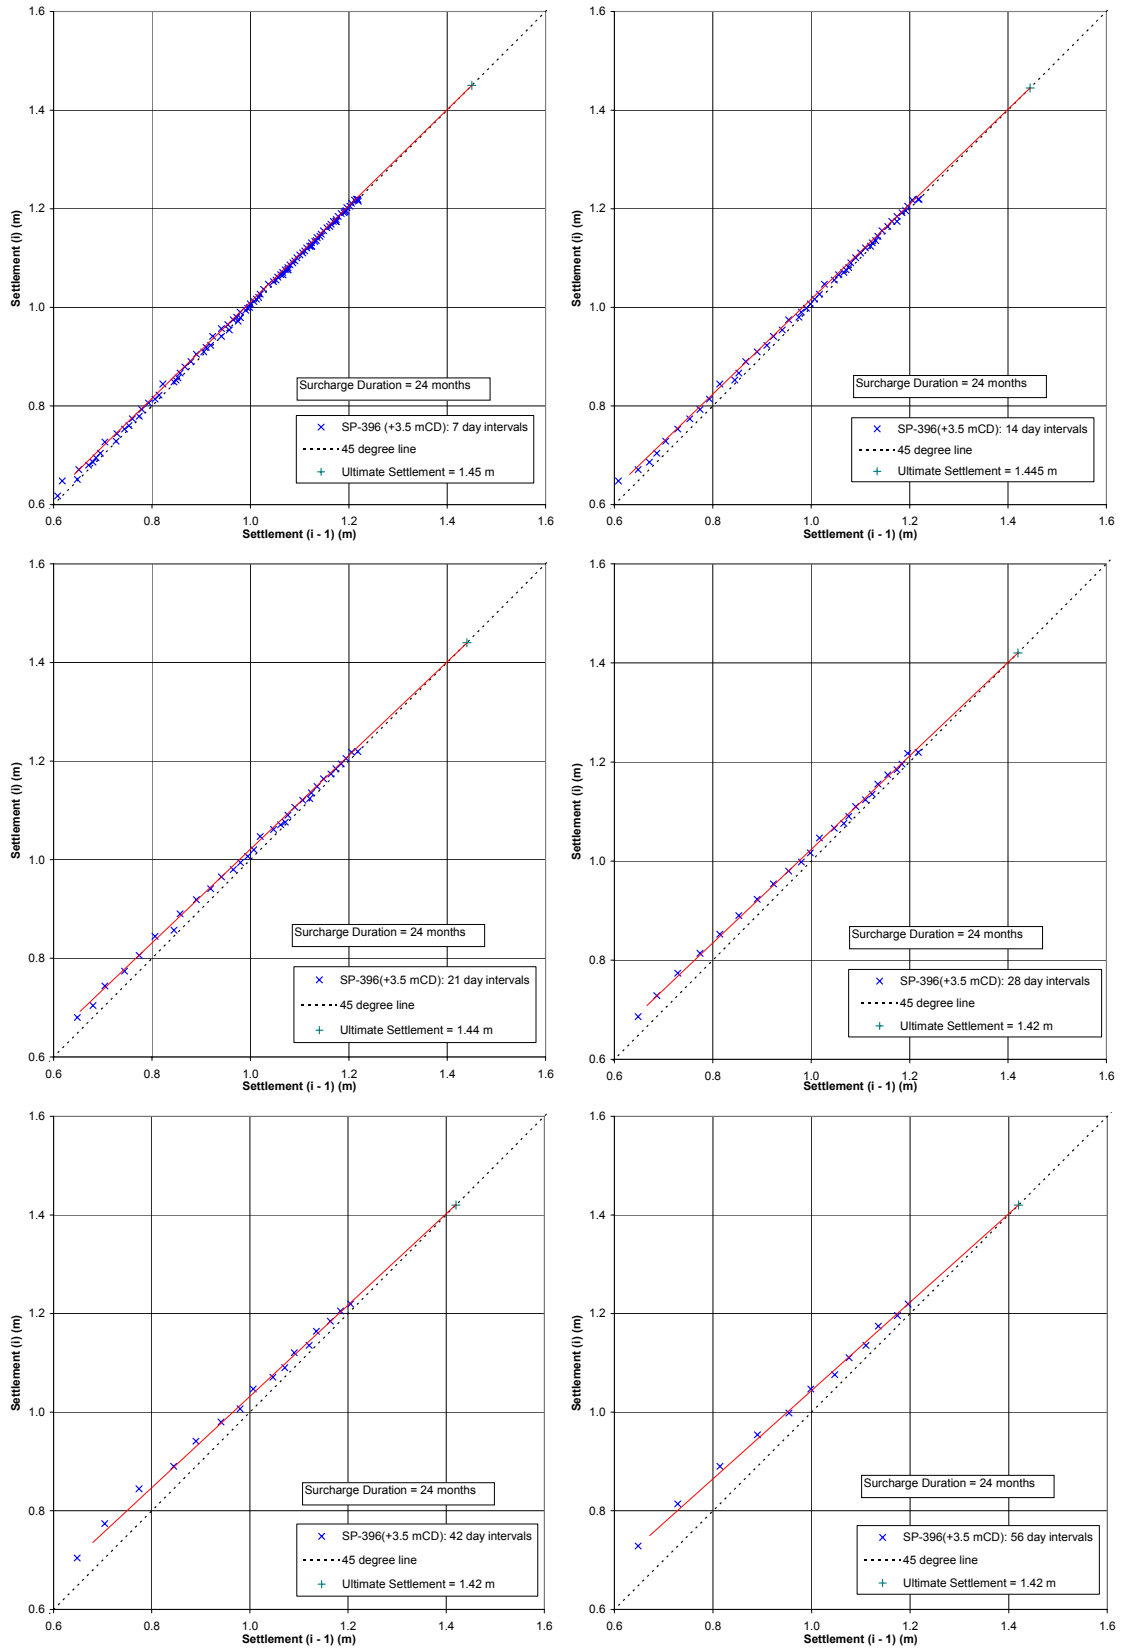 1.6
1.4
1.2
1.0
0.8
0.6
Settlement (i) (m)
Surcharge Duration = 24 months
SP-396 (+3.5 mCD): 7 day intervals
45 degree line
Ultimate Settlement = 1.45 m
0.6 0.8 1.0 1.2 1.4 1.6
Settlement (i - 1) (m)
1.6
1.4
1.2
1.0
0.8
0.6
Settlement (i) (m)
Surcharge Duration = 24 months
SP-396 (+3.5 mCD): 14 day intervals
45 degree line
Ultimate Settlement = 1.445 m
0.6 0.8 1.0 1.2 1.4 1.6
Settlement (i - 1) (m)
1.6
1.4
1.2
1.0
0.8
0.6
Settlement (i) (m)
Surcharge Duration = 24 months
SP-396(+3.5 mCD): 21 day intervals
45 degree line
Ultimate Settlement = 1.44 m
0.6 0.8 1.0 1.2 1.4 1.6
Settlement (i - 1) (m)
1.6
1.4
1.2
1.0
0.8
0.6
Settlement (i) (m)
Surcharge Duration = 24 months
SP-396(+3.5 mCD): 28 day intervals
45 degree line
Ultimate Settlement = 1.42 m
0.6 0.8 1.0 1.2 1.4 1.6
Settlement (i - 1) (m)
1.6
1.4
1.2
1.0
0.8
0.6
Settlement (i) (m)
Surcharge Duration = 24 months
SP-396(+3.5 mCD): 42 day intervals
45 degree line
Ultimate Settlement = 1.42 m
0.6 0.8 1.0 1.2 1.4 1.6
Settlement (i - 1) (m)
1.6
1.4
1.2
1.0
0.8
0.6
Settlement (i) (m)
Surcharge Duration = 24 months
SP-396(+3.5 mCD): 56 day intervals
45 degree line
Ultimate Settlement = 1.42 m
0.6 0.8 1.0 1.2 1.4 1.6
Settlement (i - 1) (m)